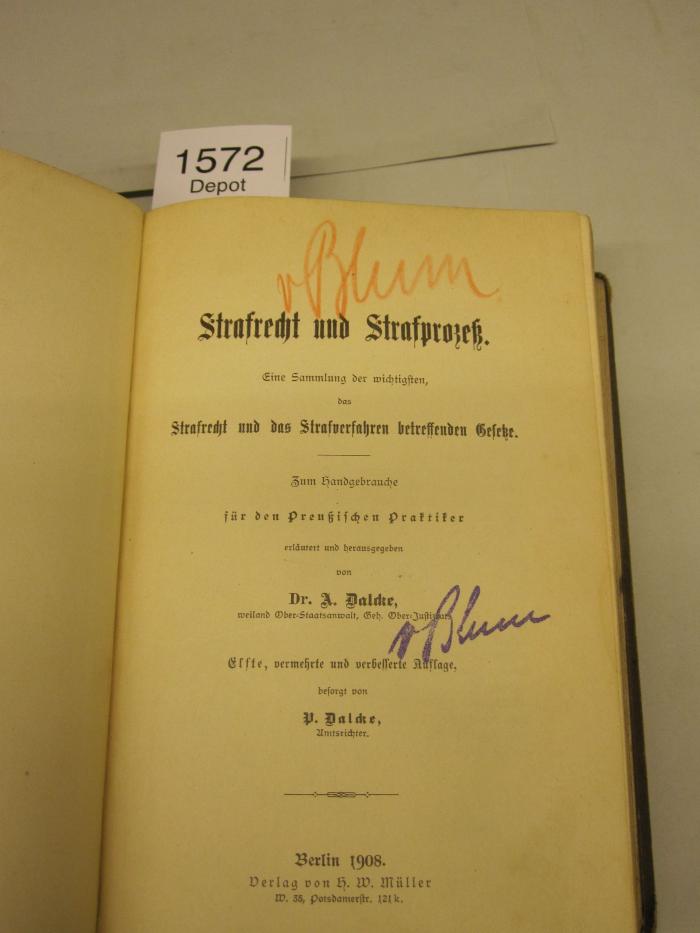 1572
Depot
v Blum
Strafrecht und Strafprozeß.
Eine Sammlung der wichtigsten,
das
Strafrecht und das Strafverfahren betreffenden Gesetze.
Zum Handgebrauche
für den Preußischen Praktiker
erläutert und herausgegeben
von
Dr. A. Dalcke,
weiland Ober-Staatsanwalt, Geh. Ober-Justizrat.
v Blum
Elfte, vermehrte und verbesserte Auflage,
besorgt von
P. Dalcke,
Amtsrichter.
Berlin 1908.
Verlag von H. W. Müller
W. 35, Potsdamerstr. 121k.